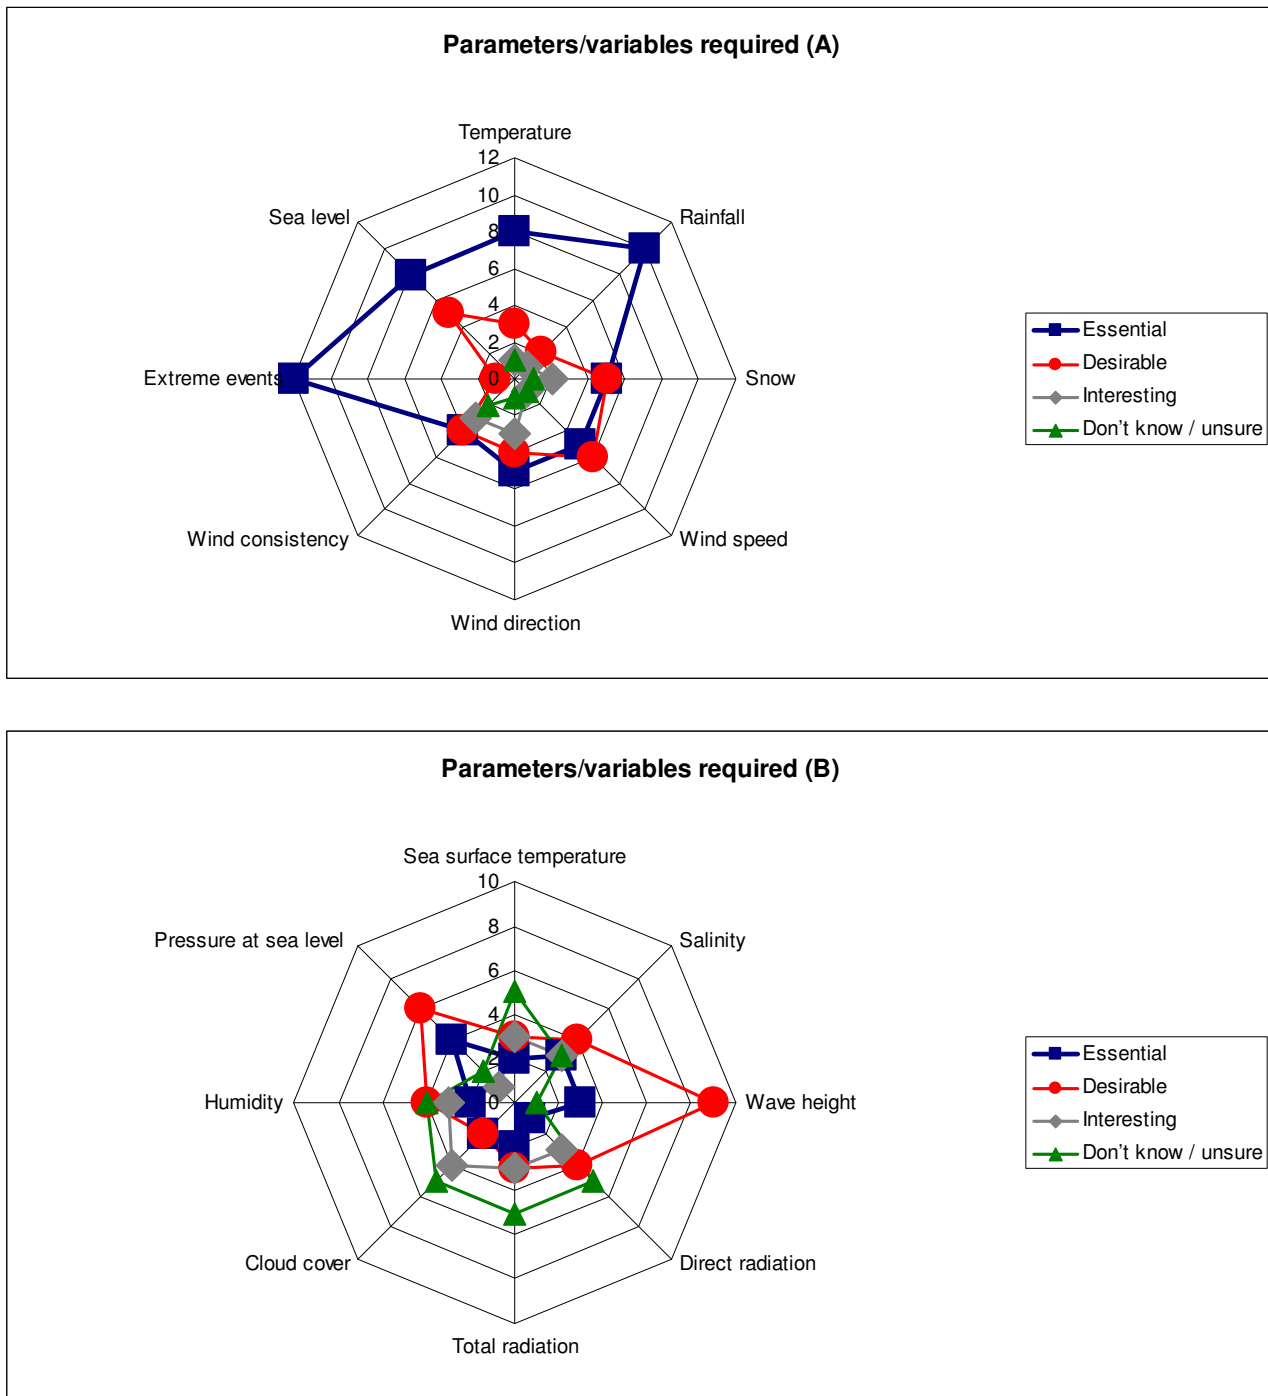 Parameters/variables required (A)
Temperature
12
10
8
6
4
2
0
Sea level
Rainfall
Extreme events
Snow
Wind consistency
Wind speed
Wind direction
Essential
Desirable
Interesting
Don't know / unsure
Parameters/variables required (B)
Sea surface temperature
10
8
6
4
2
0
Pressure at sea level
Salinity
Humidity
Wave height
Cloud cover
Direct radiation
Total radiation
Essential
Desirable
Interesting
Don't know / unsure